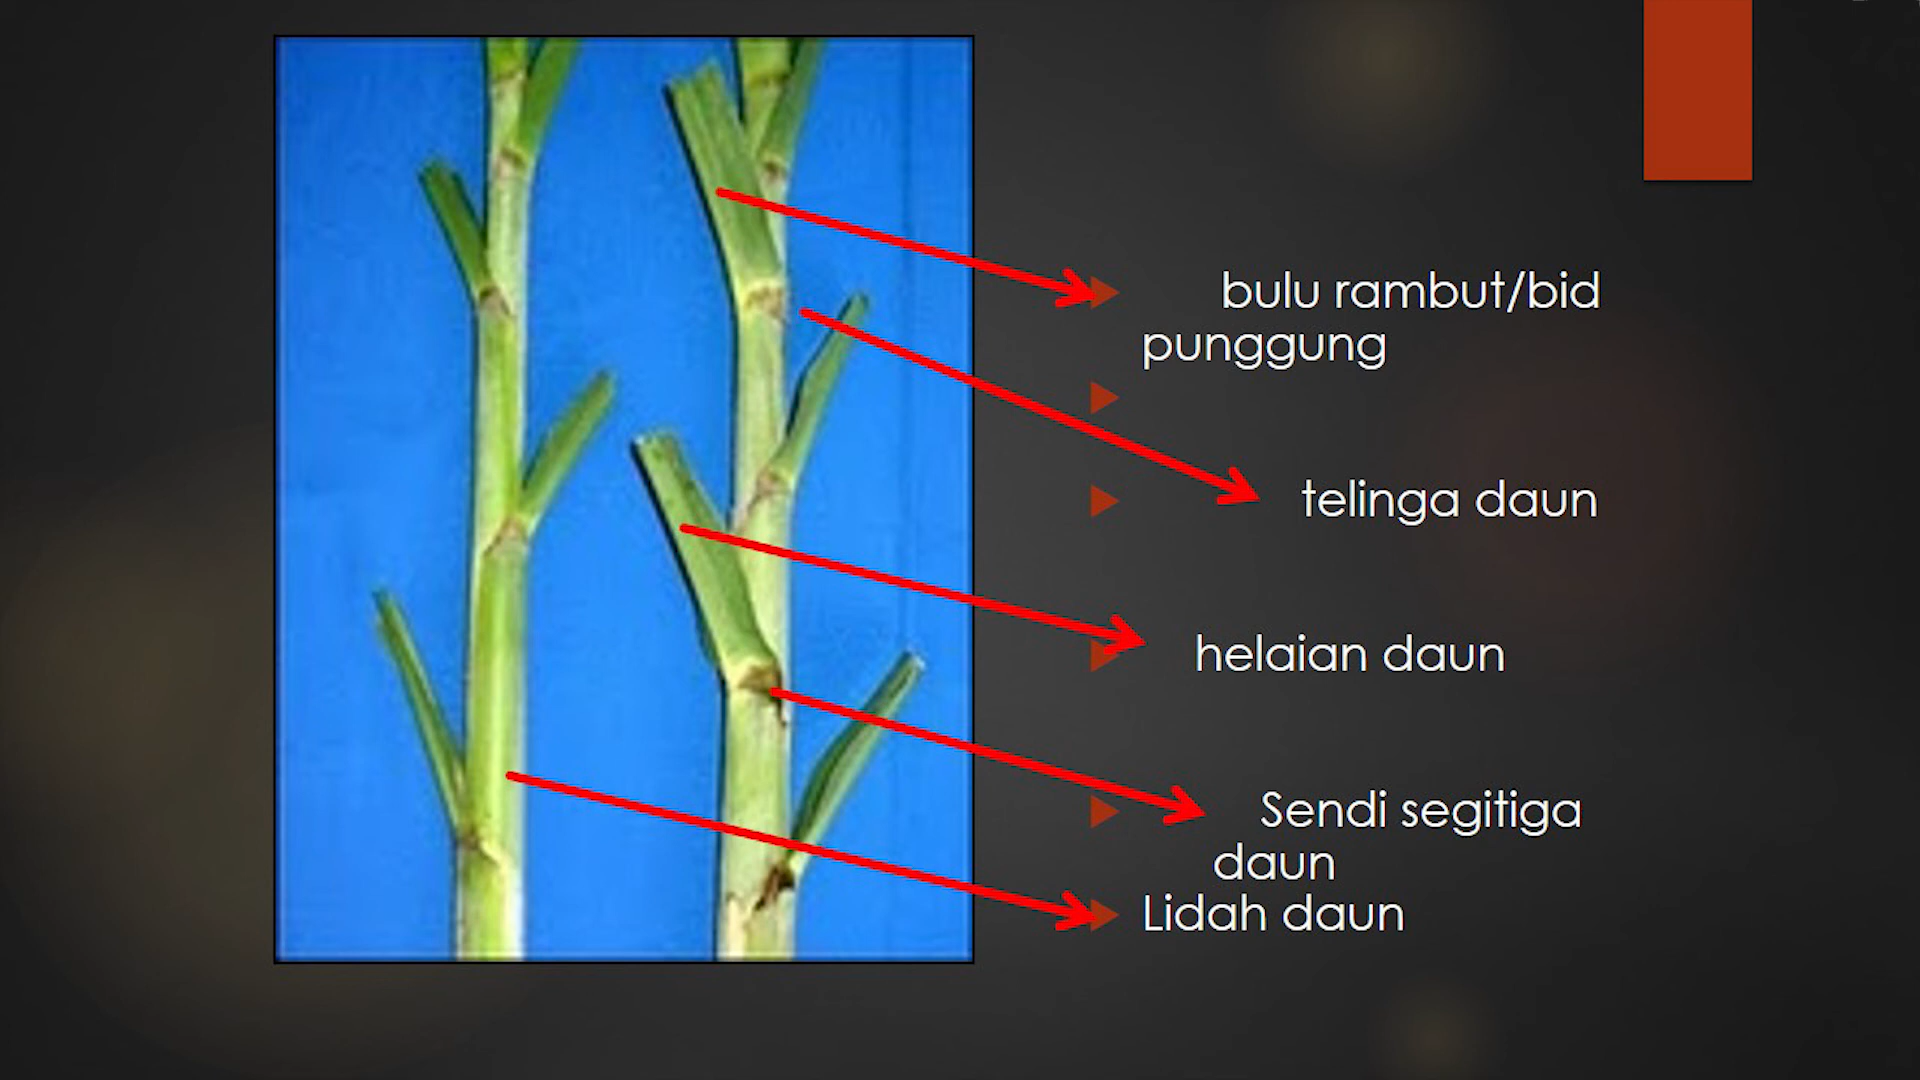 bulu rambut/bid
punggung
telinga daun
helaian daun
Sendi segitiga
daun
Lidah daun